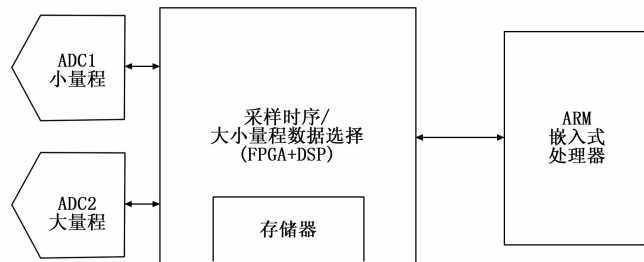 ADC1
小量程
采样时序/
大小量程数据选择
(FPGA+DSP)
ARM
嵌入式
处理器
ADC2
大量程
存储器